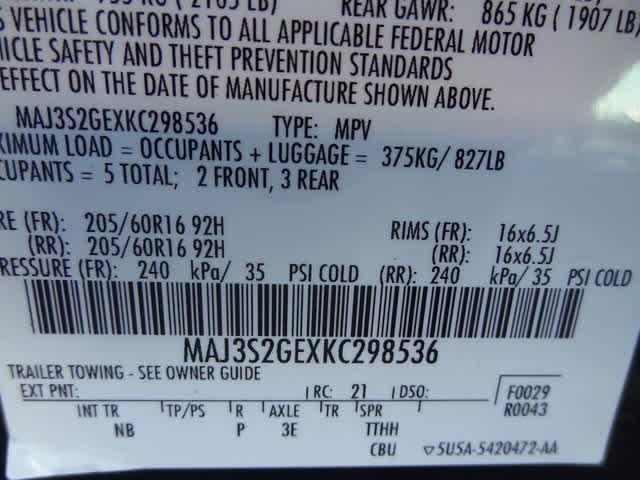 REAR GAWR: 865 KG ( 1907 LB)
S VEHICLE CONFORMS TO ALL APPLICABLE FEDERAL MOTOR
HICLE SAFETY AND THEFT PREVENTION STANDARDS
EFFECT ON THE DATE OF MANUFACTURE SHOWN ABOVE.
MAJ3S2GEXKC298536 TYPE: MPV
XIMUM LOAD = OCCUPANTS + LUGGAGE = 375KG/ 827LB
CUPANTS = 5 TOTAL; 2 FRONT, 3 REAR
RE (FR): 205/60R16 92H RIMS (FR): 16x6.5J
(RR): 205/60R16 92H (RR): 16x6.5J
PRESSURE (FR): 240 kPa/ 35 PSI COLD (RR): 240 kPa/ 35 PSI COLD
MAJ3S2GEXKC298536
TRAILER TOWING - SEE OWNER GUIDE
EXT PNT: RC: 21 DSO: F0029
R0043
INT TR TP/PS R AXLE TR SPR
NB P 3E TTHH
CBU ▽5U5A-5420472-AA